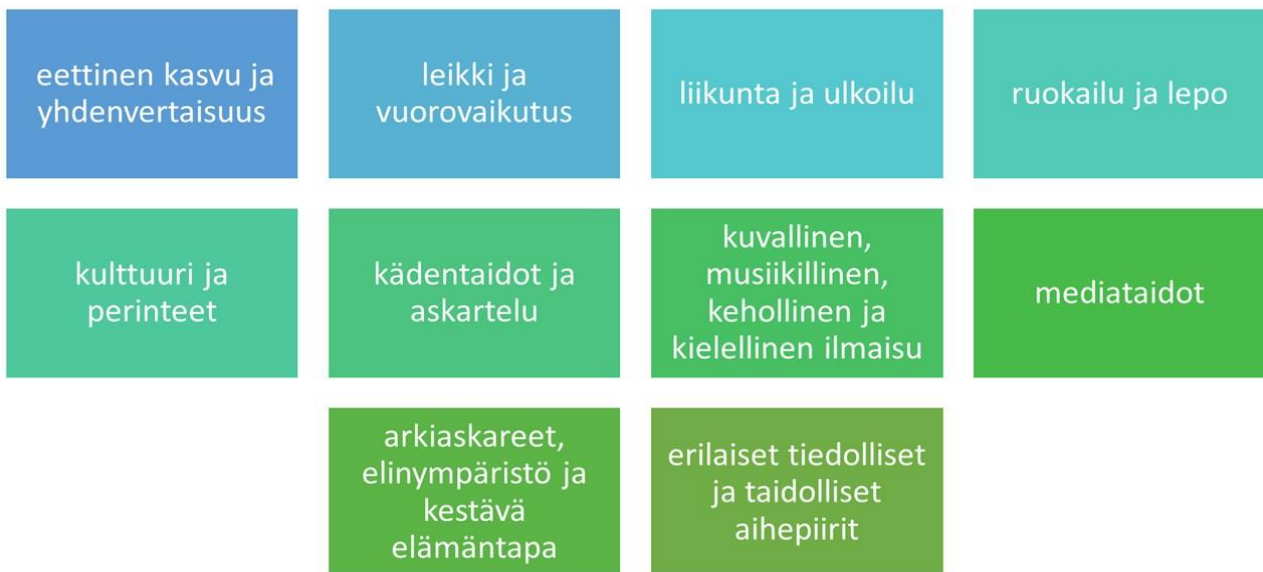 eettinen kasvu ja
yhdenvertaisuus
leikki ja
vuorovaikutus
liikunta ja ulkoilu
ruokailu ja lepo
kulttuuri ja
perinteet
kädentaidot ja
askartelu
kuvallinen,
musiikillinen,
kehollinen ja
kielellinen ilmaisu
mediataidot
arkiaskareet,
elinympäristö ja
kestävä
elämäntapa
erilaiset tiedolliset
ja taidolliset
aihepiirit